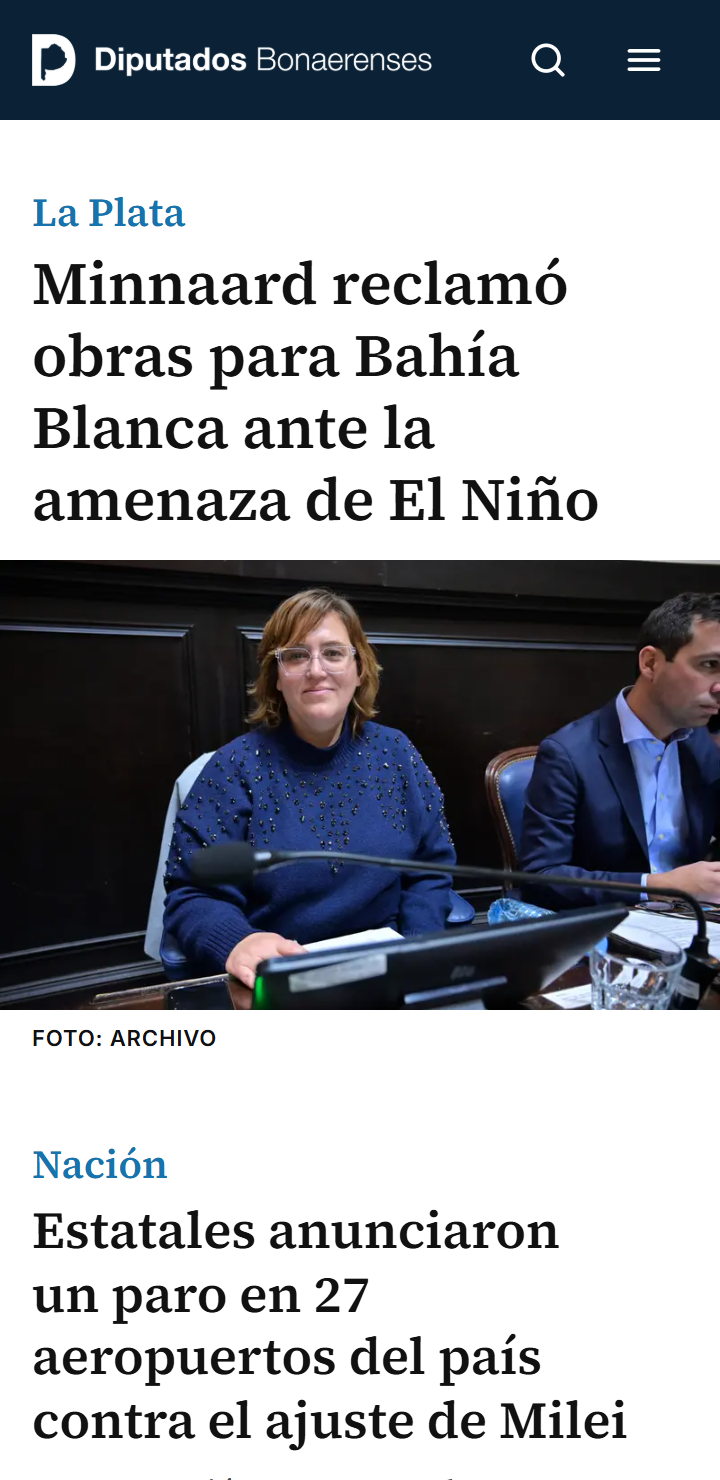 Diputados Bonaerenses
La Plata
Minnaard reclamó
obras para Bahía
Blanca ante la
amenaza de El Niño
FOTO: ARCHIVO
Nación
Estatales anunciaron
un paro en 27
aeropuertos del país
contra el ajuste de Milei